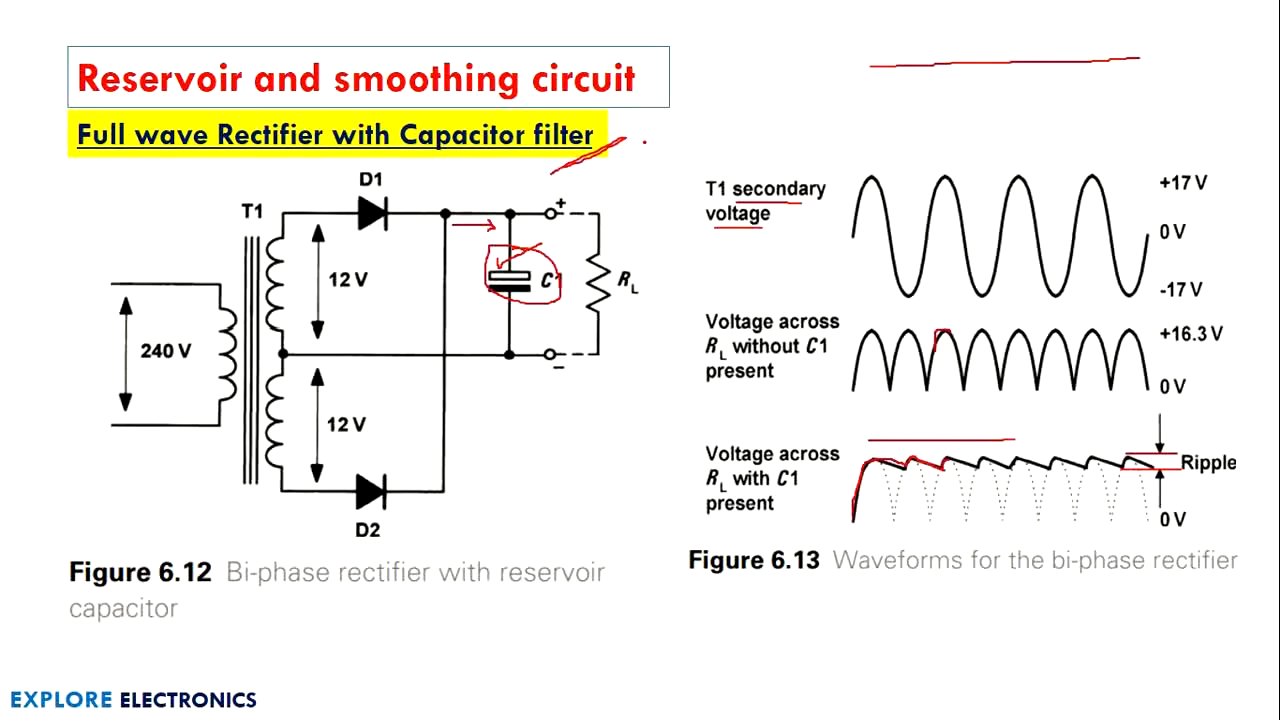 Reservoir and smoothing circuit
Full wave Rectifier with Capacitor filter
D1
T1
+
12 V
C1
R_L
240 V
−
12 V
D2
Figure 6.12 Bi-phase rectifier with reservoir
capacitor
T1 secondary
voltage
+17 V
0 V
-17 V
Voltage across
R_L without C1
present
+16.3 V
0 V
Voltage across
R_L with C1
present
Ripple
0 V
Figure 6.13 Waveforms for the bi-phase rectifier
EXPLORE ELECTRONICS